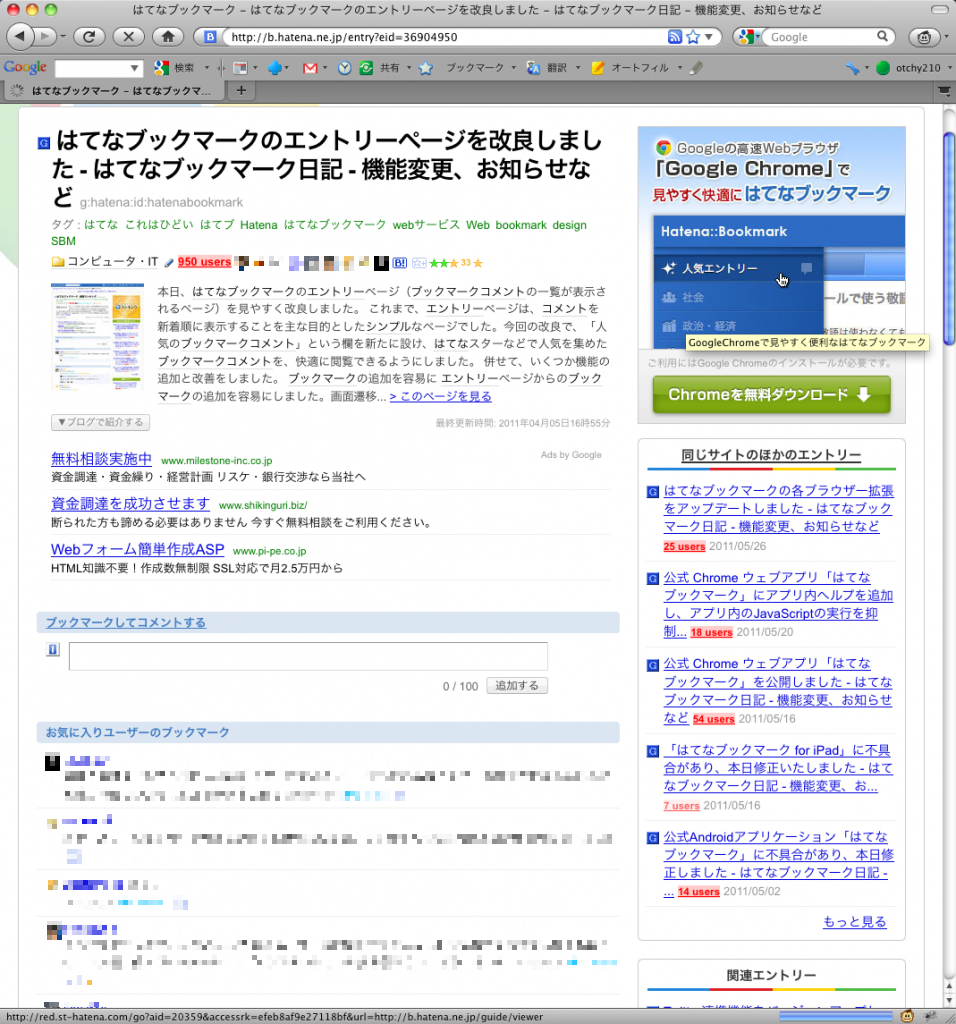 はてなブックマーク – はてなブックマークのエントリーページを改良しました – はてなブックマーク日記 – 機能変更、お知らせなど
http://b.hatena.ne.jp/entry?eid=36904950
Google
Google
検索
共有
ブックマーク
翻訳
オートフィル
otchy210
はてなブックマーク – はてなブックマ...
はてなブックマークのエントリーページを改良しまし
た - はてなブックマーク日記 - 機能変更、お知らせな
ど g:hatena:id:hatenabookmark
タグ : はてな これはひどい はてブ Hatena はてなブックマーク webサービス Web bookmark design
SBM
コンピュータ・IT 950 users B! 33
本日、はてなブックマークのエントリーページ（ブックマークコメントの一覧が表示さ
れるページ）を見やすく改良しました。 これまで、エントリーページは、コメントを
新着順に表示することを主な目的としたシンプルなページでした。今回の改良で、「人
気のブックマークコメント」という欄を新たに設け、はてなスターなどで人気を集めた
ブックマークコメントを、快適に閲覧できるようにしました。 併せて、いくつか機能の
追加と改善をしました。 ブックマークの追加を容易に エントリーページからのブック
マークの追加を容易にしました。画面遷移... > このページを見る
▼ブログで紹介する
最終更新時間: 2011年04月05日16時55分
無料相談実施中 www.milestone-inc.co.jp
Ads by Google
資金調達・資金繰り・経営計画 リスケ・銀行交渉なら当社へ
資金調達を成功させます www.shikinguri.biz/
断られた方も諦める必要はありません 今すぐ無料相談をご利用ください。
Webフォーム簡単作成ASP www.pi-pe.co.jp
HTML知識不要！作成数無制限 SSL対応で月2.5万円から
ブックマークしてコメントする
0 / 100 追加する
お気に入りユーザーのブックマーク
Googleの高速Webブラウザ
「Google Chrome」で
見やすく快適に はてなブックマーク
Hatena::Bookmark
人気エントリー
社会
政治・経済
ールで使う敬語
GoogleChromeで見やすく便利なはてなブックマーク
ご利用にはGoogle Chromeのインストールが必要です。
Chromeを無料ダウンロード
同じサイトのほかのエントリー
はてなブックマークの各ブラウザー拡張
をアップデートしました - はてなブック
マーク日記 - 機能変更、お知らせなど
25 users 2011/05/26
公式 Chrome ウェブアプリ「はてな
ブックマーク」にアプリ内ヘルプを追加
し、アプリ内のJavaScriptの実行を抑
制... 18 users 2011/05/20
公式 Chrome ウェブアプリ「はてな
ブックマーク」を公開しました - はてな
ブックマーク日記 - 機能変更、お知らせ
など 54 users 2011/05/16
「はてなブックマーク for iPad」に不具
合があり、本日修正いたしました - はて
なブックマーク日記 - 機能変更、お...
7 users 2011/05/16
公式Androidアプリケーション「はてな
ブックマーク」に不具合があり、本日修
正しました - はてなブックマーク日記 -
... 14 users 2011/05/02
もっと見る
関連エントリー
http://red.st-hatena.com/go?aid=20359&accessrk=efeb8af9e27118bf&url=http://b.hatena.ne.jp/guide/viewer